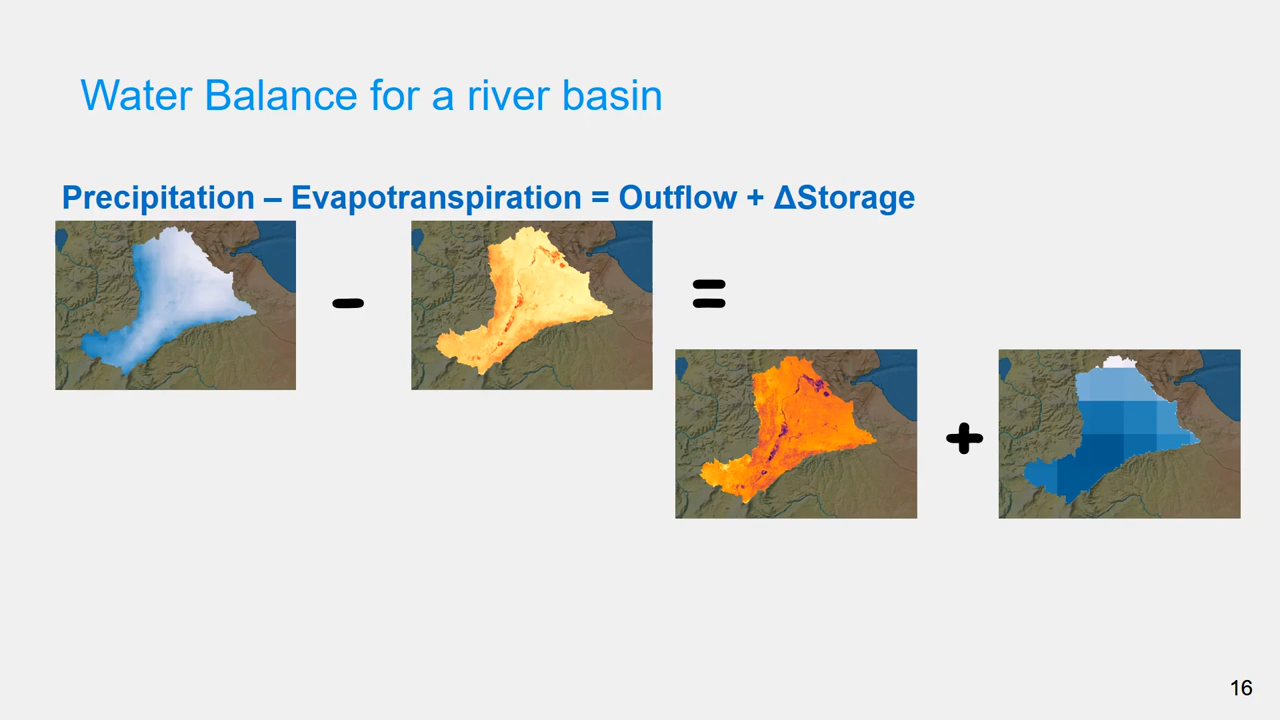 Water Balance for a river basin
Precipitation – Evapotranspiration = Outflow + ΔStorage
–
=
+
16